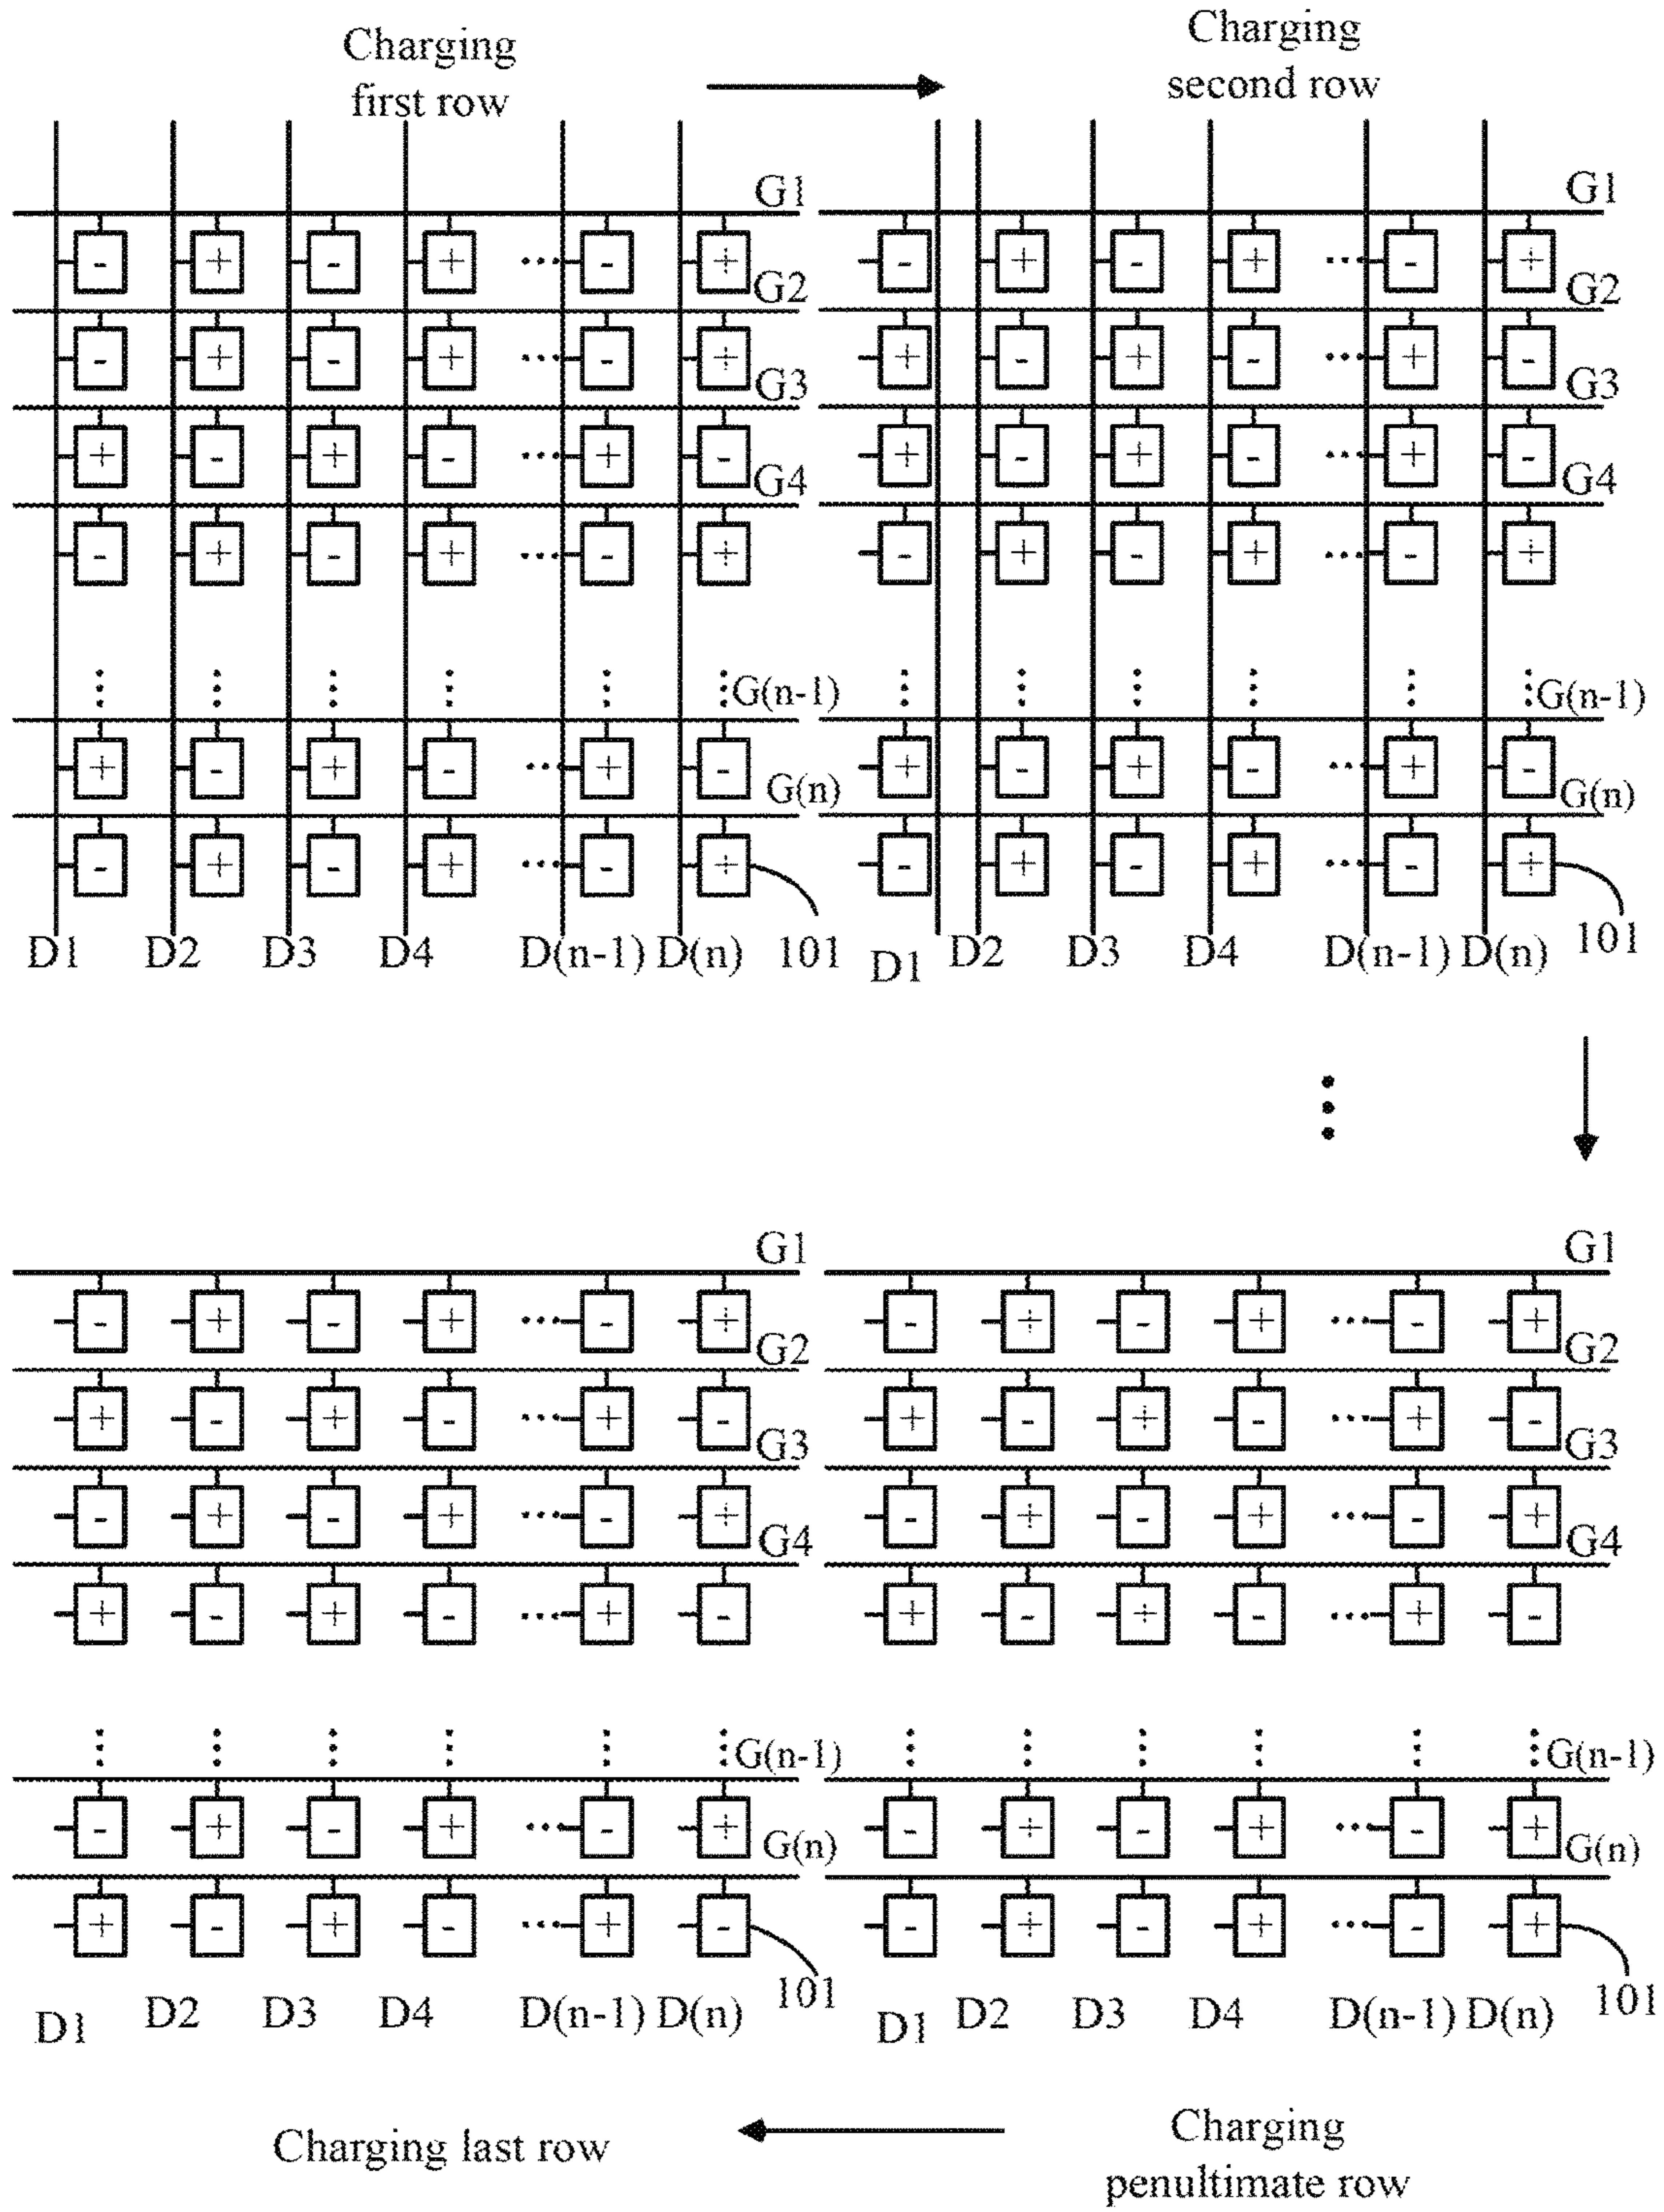 Charging
first row
Charging
second row
G1
- + - + ... - +
G2
- + - + ... - +
G3
+ - + - ... + -
G4
- + - + ... - +
G(n-1)
+ - + - ... + -
G(n)
- + - + ... - +
D1 D2 D3 D4 D(n-1) D(n) 101
G1
- + - + ... - +
G2
+ - + - ... + -
G3
+ - + - ... + -
G4
- + - + ... - +
G(n-1)
+ - + - ... + -
G(n)
- + - + ... - +
D1 D2 D3 D4 D(n-1) D(n) 101
G1
- + - + ... - +
G2
+ - + - ... + -
G3
- + - + ... - +
G4
+ - + - ... + -
G(n-1)
- + - + ... - +
G(n)
+ - + - ... + -
D1 D2 D3 D4 D(n-1) D(n) 101
G1
- + - + ... - +
G2
+ - + - ... + -
G3
- + - + ... - +
G4
+ - + - ... + -
G(n-1)
- + - + ... - +
G(n)
- + - + ... - +
D1 D2 D3 D4 D(n-1) D(n) 101
Charging last row
Charging
penultimate row